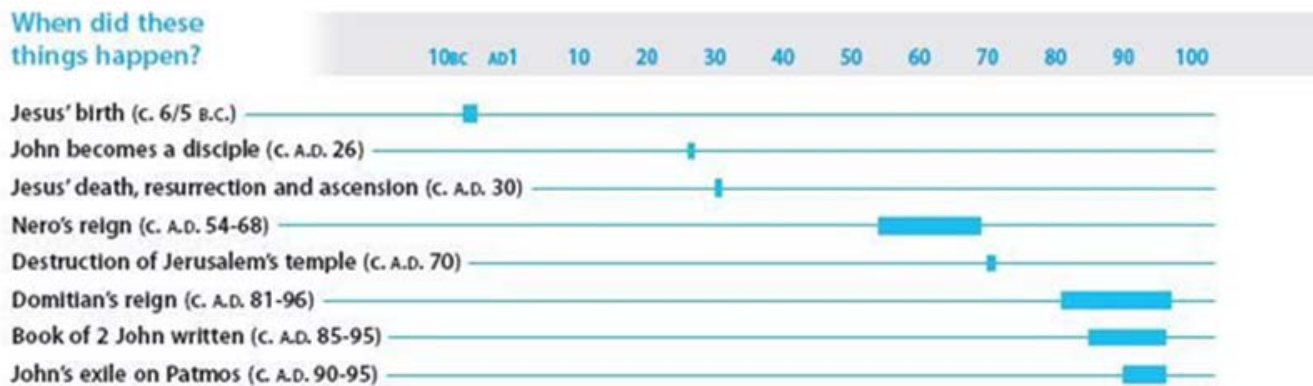 When did these
things happen?
10BC AD1 10 20 30 40 50 60 70 80 90 100
Jesus' birth (c. 6/5 B.C.)
John becomes a disciple (c. A.D. 26)
Jesus' death, resurrection and ascension (c. A.D. 30)
Nero's reign (c. A.D. 54-68)
Destruction of Jerusalem's temple (c. A.D. 70)
Domitian's reign (c. A.D. 81-96)
Book of 2 John written (c. A.D. 85-95)
John's exile on Patmos (c. A.D. 90-95)